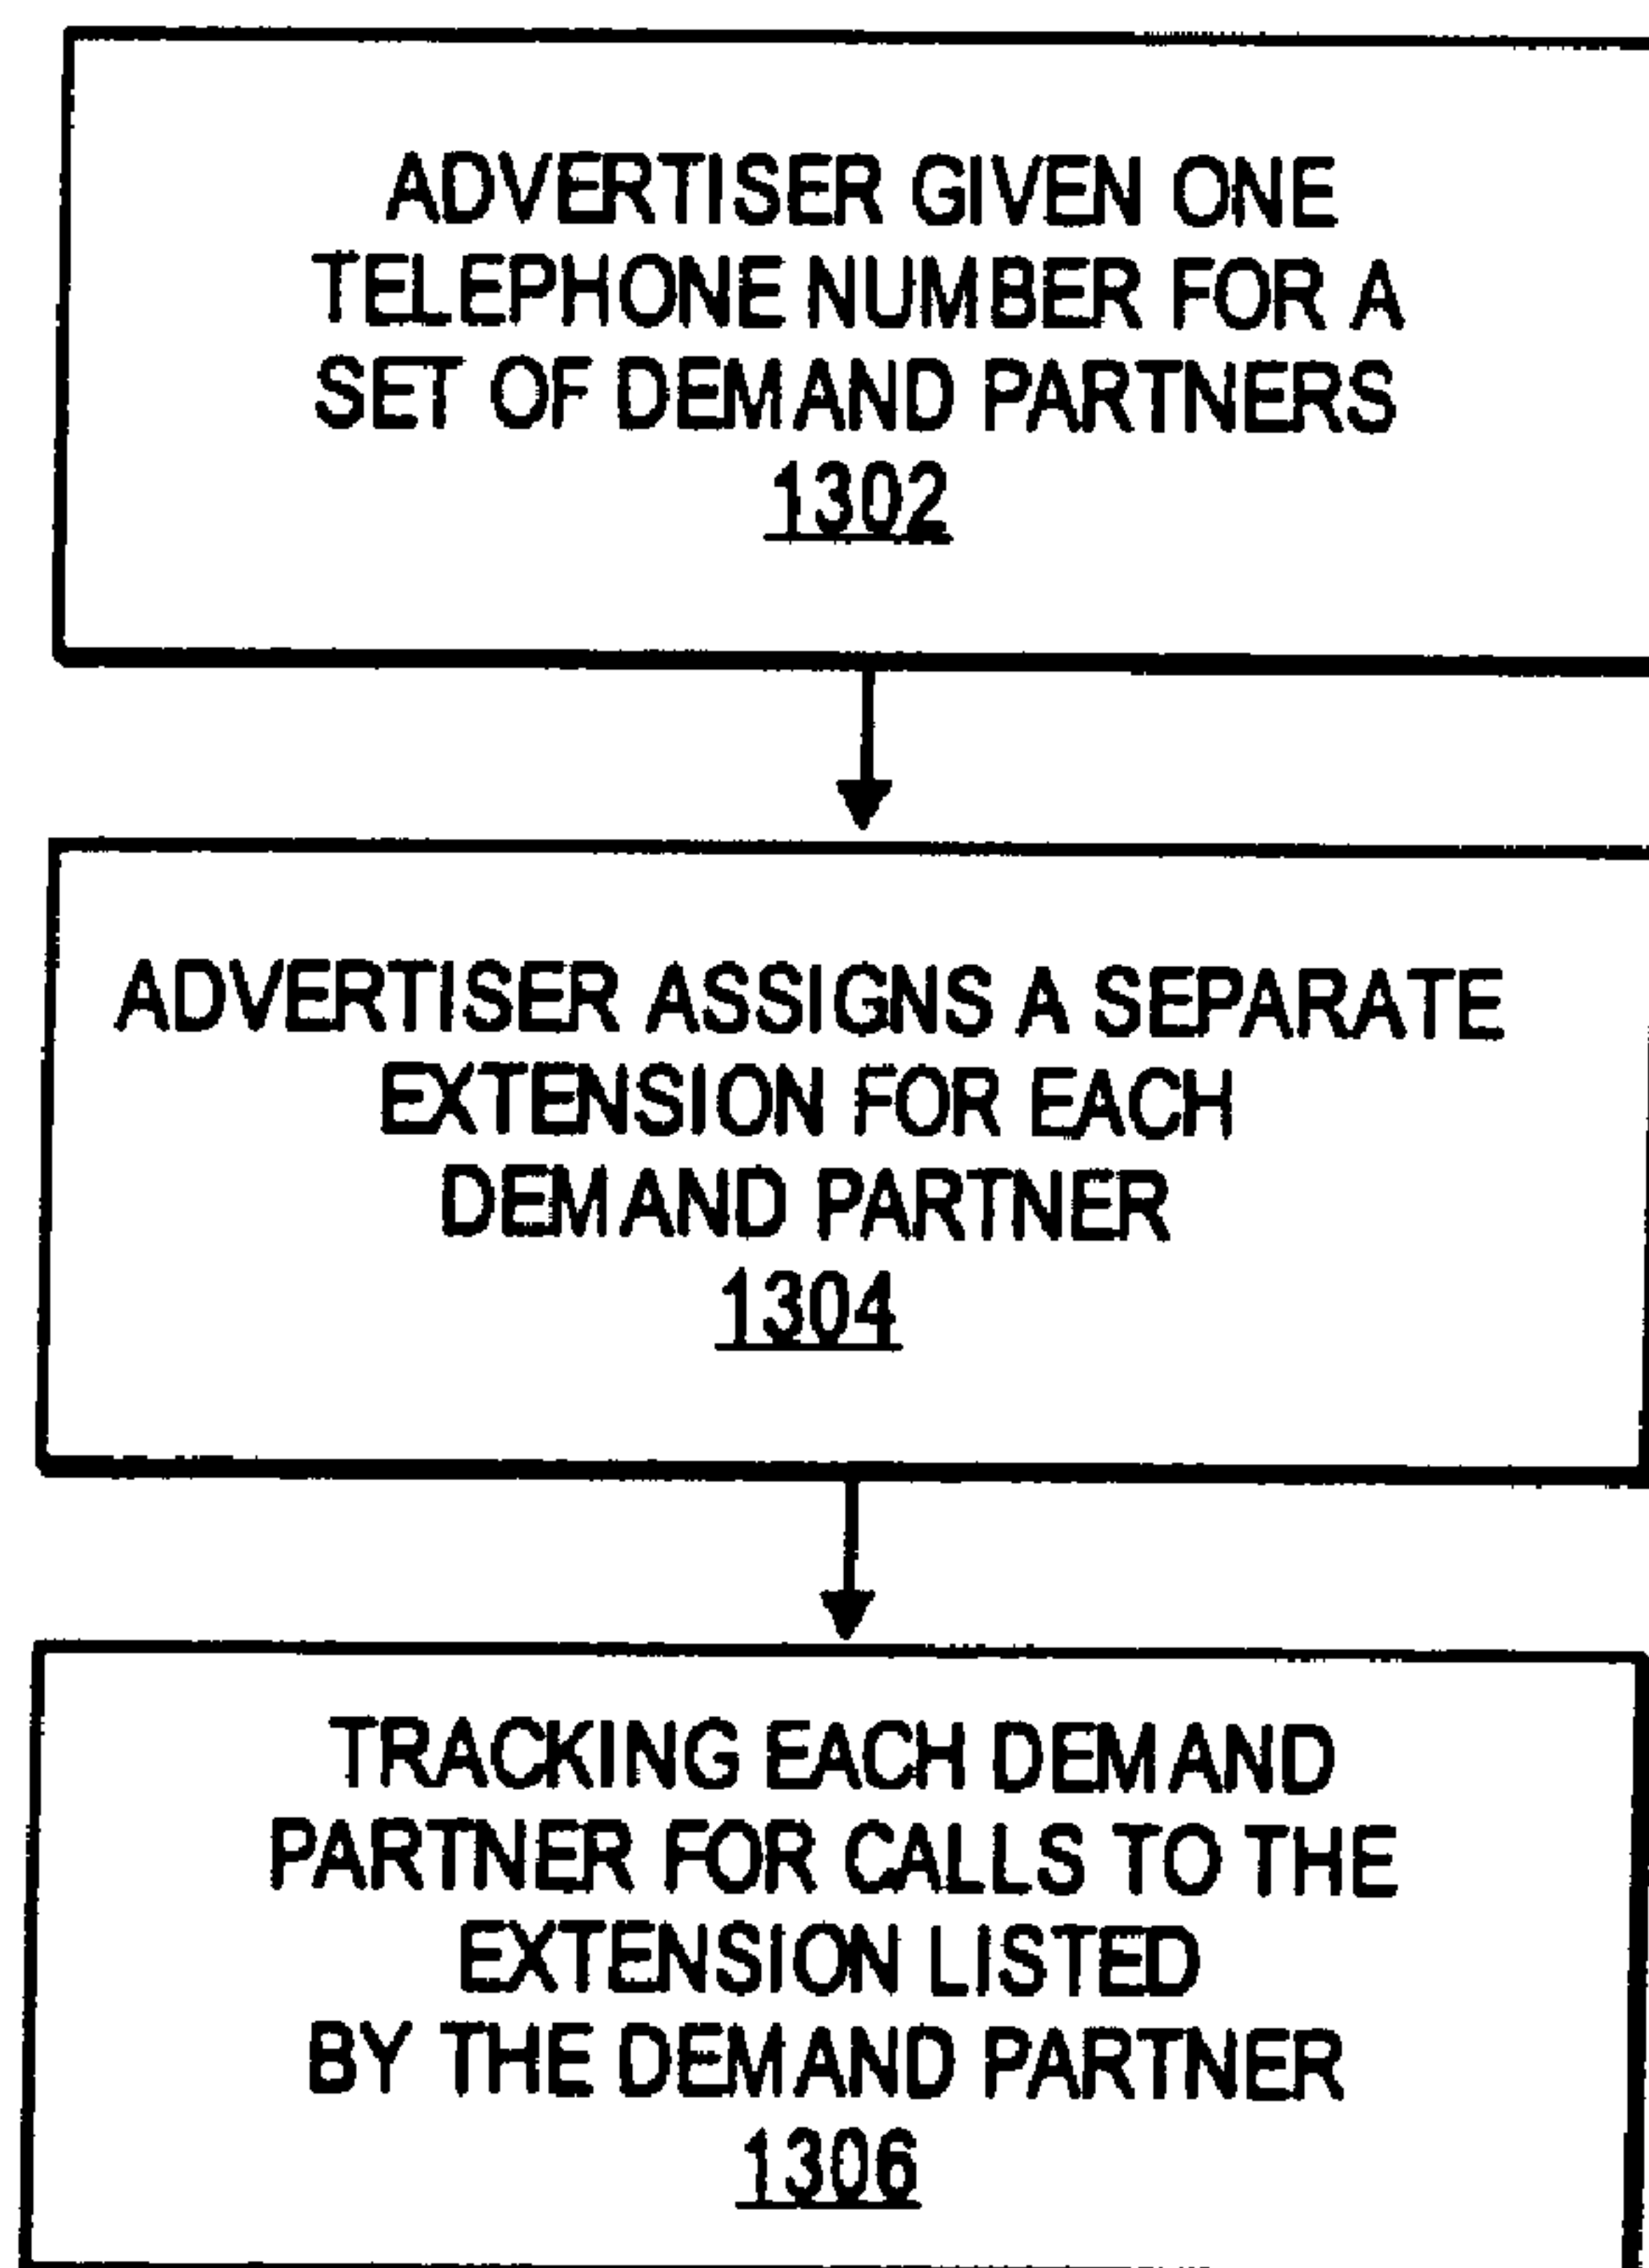 ADVERTISER GIVEN ONE
TELEPHONE NUMBER FOR A
SET OF DEMAND PARTNERS
1302
ADVERTISER ASSIGNS A SEPARATE
EXTENSION FOR EACH
DEMAND PARTNER
1304
TRACKING EACH DEMAND
PARTNER FOR CALLS TO THE
EXTENSION LISTED
BY THE DEMAND PARTNER
1306